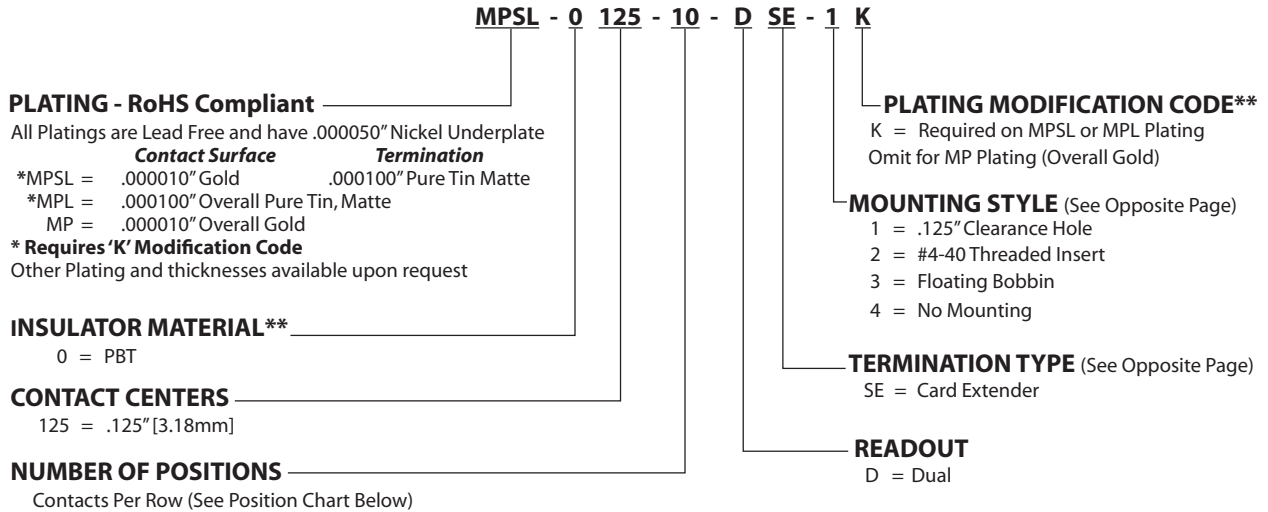 MPSL - 0 125 - 10 - D SE - 1 K
PLATING - RoHS Compliant
All Platings are Lead Free and have .000050” Nickel Underplate
Contact Surface Termination
*MPSL = .000010” Gold .000100” Pure Tin Matte
*MPL = .000100” Overall Pure Tin, Matte
MP = .000010” Overall Gold
* Requires ‘K’ Modification Code
Other Plating and thicknesses available upon request
INSULATOR MATERIAL**
0 = PBT
CONTACT CENTERS
125 = .125” [3.18mm]
NUMBER OF POSITIONS
Contacts Per Row (See Position Chart Below)
PLATING MODIFICATION CODE**
K = Required on MPSL or MPL Plating
Omit for MP Plating (Overall Gold)
MOUNTING STYLE (See Opposite Page)
1 = .125” Clearance Hole
2 = #4-40 Threaded Insert
3 = Floating Bobbin
4 = No Mounting
TERMINATION TYPE (See Opposite Page)
SE = Card Extender
READOUT
D = Dual